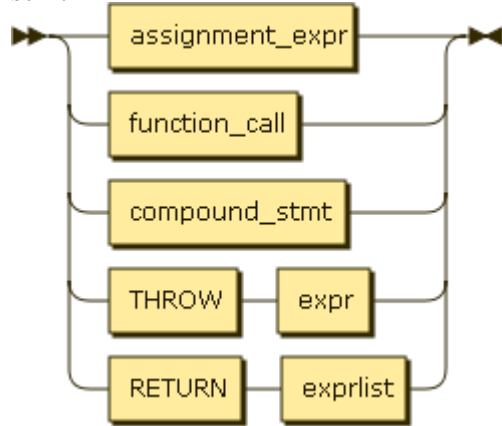 assignment_expr
function_call
compound_stmt
THROW expr
RETURN exprlist